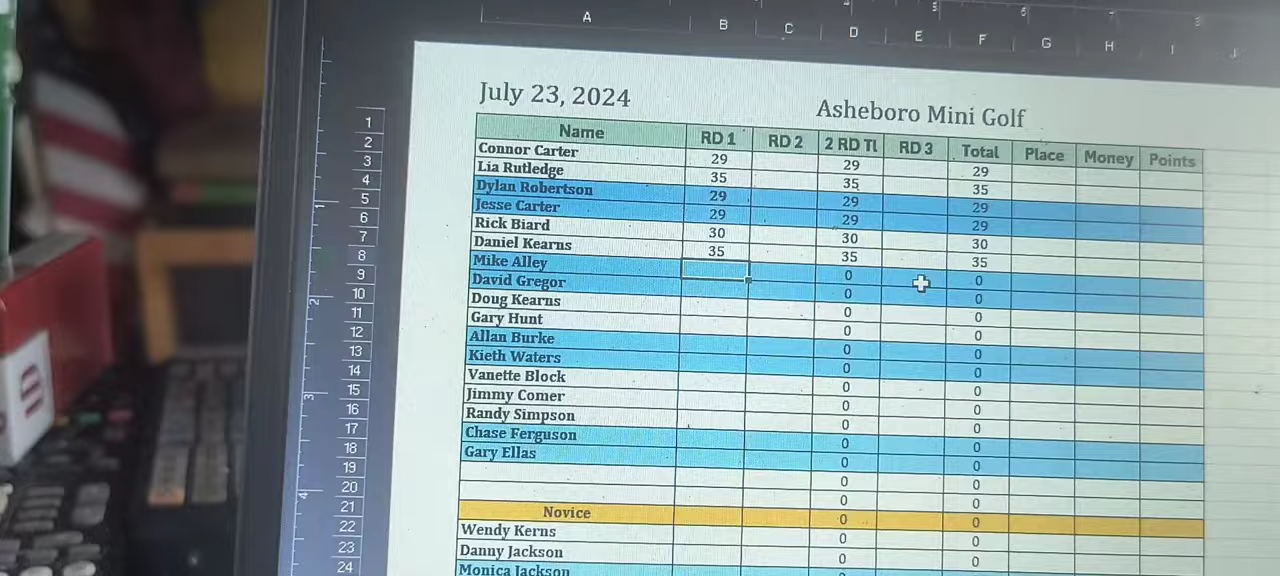 A B C D E F G H I J
July 23, 2024
Asheboro Mini Golf
1 Name RD 1 RD 2 2 RD Tl RD 3 Total Place Money Points
2 Connor Carter 29 29 29
3 Lia Rutledge 35 35 35
4 Dylan Robertson 29 29 29
5 Jesse Carter 29 29 29
6 Rick Biard 30 30 30
7 Daniel Kearns 35 35 35
8 Mike Alley 0 0
9 David Gregor 0 0
10 Doug Kearns 0 0
11 Gary Hunt 0 0
12 Allan Burke 0 0
13 Kieth Waters 0 0
14 Vanette Block 0 0
15 Jimmy Comer 0 0
16 Randy Simpson 0 0
17 Chase Ferguson 0 0
18 Gary Ellas 0 0
19 0 0
20 0 0
21 Novice 0 0
22 Wendy Kerns 0 0
23 Danny Jackson 0 0
24 Monica Jackson